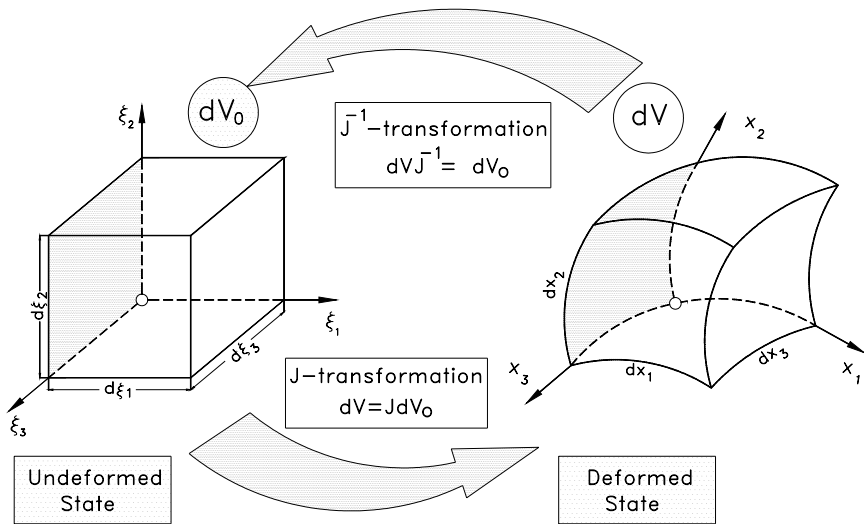 dV₀
dV
J⁻¹-transformation
dVJ⁻¹= dV₀
ξ₂
x₂
dξ₂
dx₂
ξ₁
dξ₃
dξ₁
ξ₃
dx₃
x₁
x₃
dx₁
J-transformation
dV=JdV₀
Undeformed
State
Deformed
State